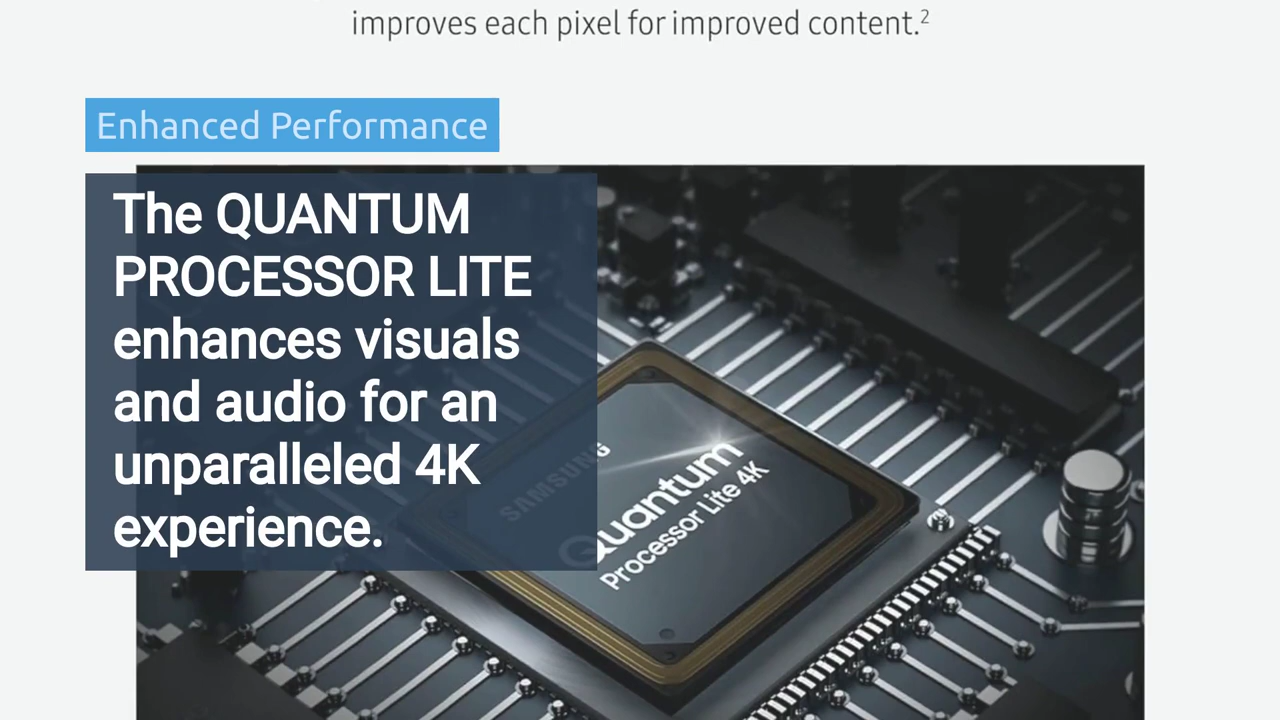 improves each pixel for improved content.²
Enhanced Performance
The QUANTUM
PROCESSOR LITE
enhances visuals
and audio for an
unparalleled 4K
experience.
SAMSUNG
Quantum
Processor Lite 4K